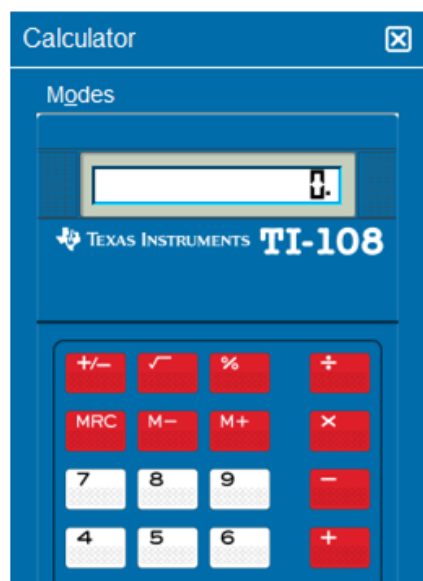 Calculator
Modes
0.
TEXAS INSTRUMENTS TI-108
+/− √ % ÷
MRC M− M+ ×
7 8 9 −
4 5 6 +